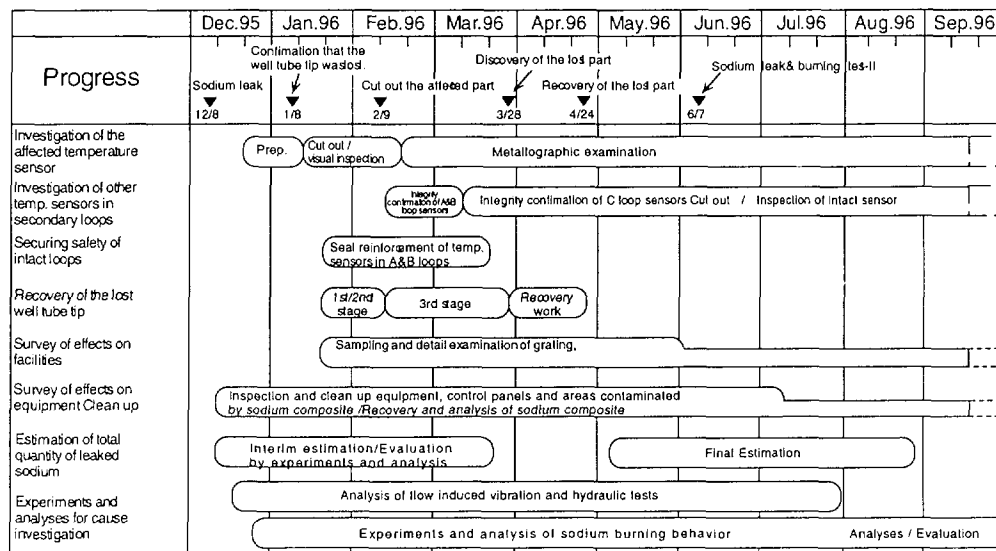 Dec.95 Jan.96 Feb.96 Mar.96 Apr.96 May.96 Jun.96 Jul.96 Aug.96 Sep.96
Progress
Sodium leak
12/8
Confimation that the
well tube tip waslosl.
1/8
Cut out the affected part
2/9
Discovery of the lost part
3/28
Recovery of the lost part
4/24
Sodium leak& burning tes-II
6/7
Investigation of the
affected temperature
sensor
Prep.
Cut out /
visual inspection
Metallographic examination
Investigation of other
temp. sensors in
secondary loops
Integrity
confirmation of A&B
loop sensors
Integrity confimation of C loop sensors Cut out / Inspection of Intact sensor
Securing safety of
intact loops
Seal reinforcement of temp.
sensors in A&B loops
Recovery of the lost
well tube tip
1st/2nd
stage
3rd stage
Recovery
work
Survey of effects on
facilities
Sampling and detail examination of grating,
Survey of effects on
equipment Clean up
Inspection and clean up equipment, control panels and areas contaminated
by sodium composite /Recovery and analysis of sodium composite
Estimation of total
quantity of leaked
sodium
Interim estimation/Evaluation
by experiments and analysis
Final Estimation
Experiments and
analyses for cause
investigation
Analysis of flow induced vibration and hydraulic tests
Experiments and analysis of sodium burning behavior
Analyses / Evaluation